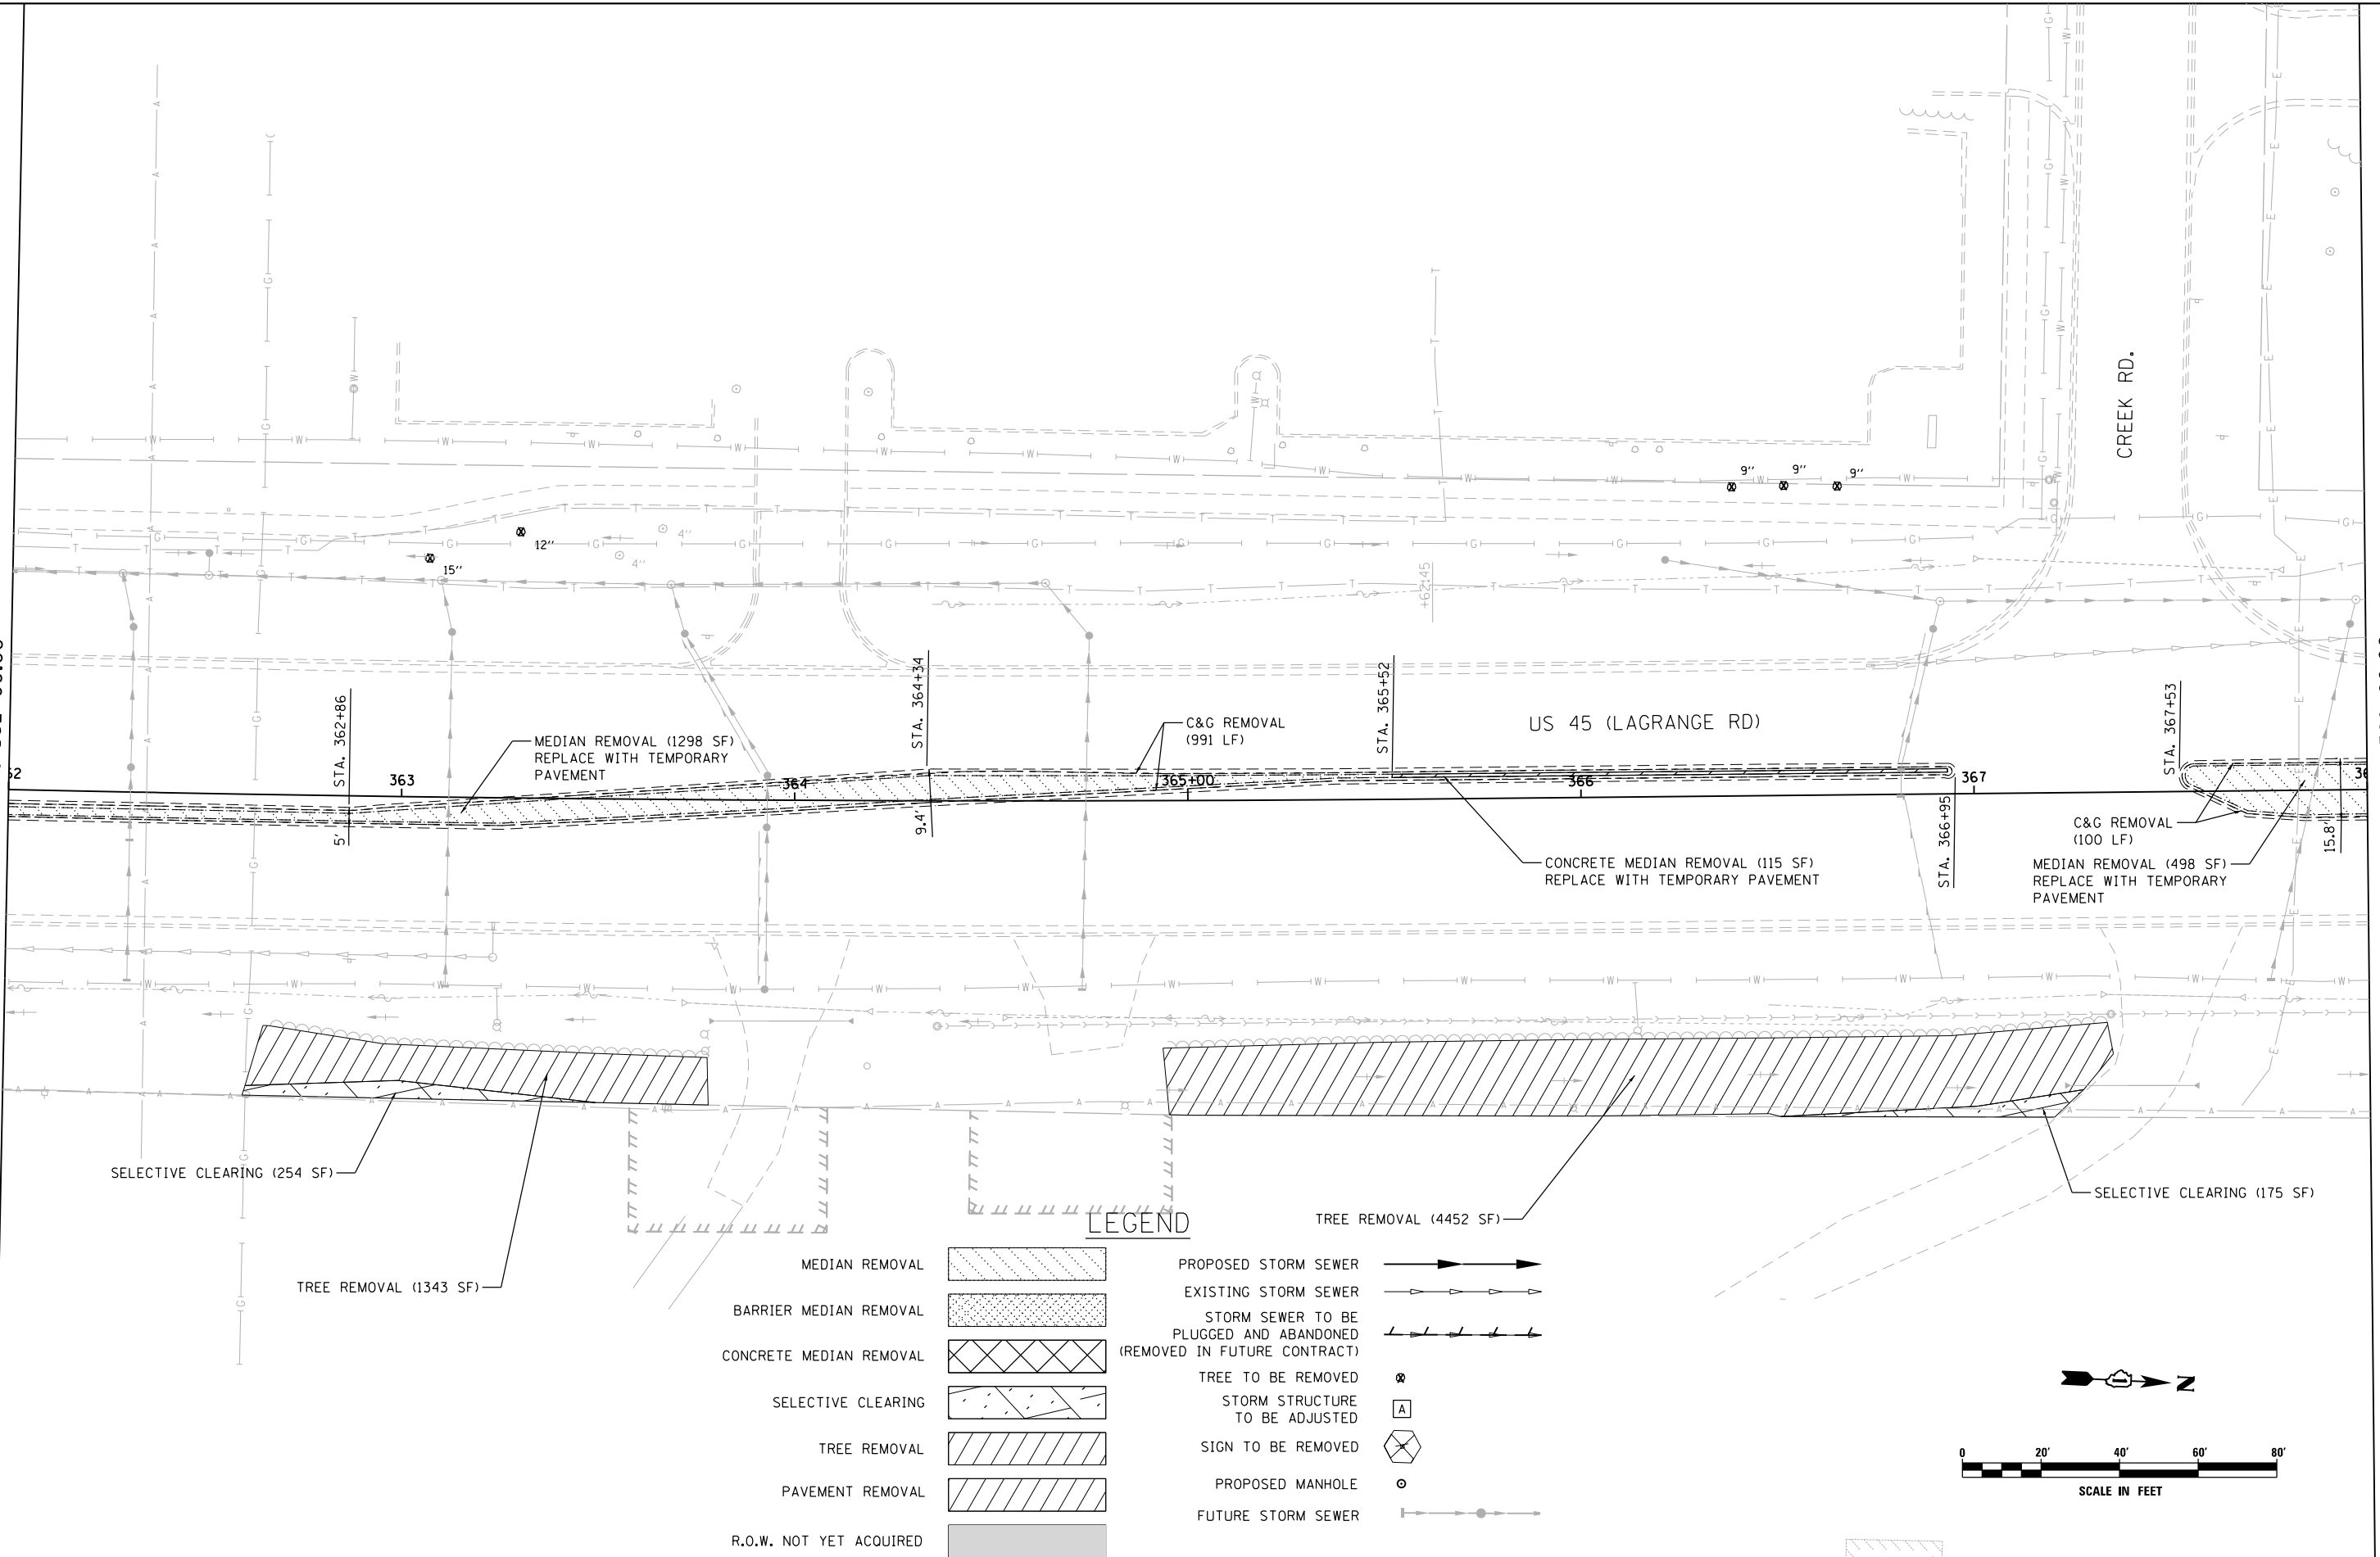 CREEK RD.
9''
9''
9''
12''
4''
15''
4''
+62.45
STA. 362+86
STA. 364+34
STA. 365+52
STA. 367+53
C&G REMOVAL
(991 LF)
US 45 (LAGRANGE RD)
MEDIAN REMOVAL (1298 SF)
REPLACE WITH TEMPORARY
PAVEMENT
363
364
365+00
366
367
5'
9.4'
STA. 366+95
15.8'
C&G REMOVAL
(100 LF)
MEDIAN REMOVAL (498 SF)
REPLACE WITH TEMPORARY
PAVEMENT
CONCRETE MEDIAN REMOVAL (115 SF)
REPLACE WITH TEMPORARY PAVEMENT
SELECTIVE CLEARING (254 SF)
SELECTIVE CLEARING (175 SF)
TREE REMOVAL (4452 SF)
TREE REMOVAL (1343 SF)
LEGEND
MEDIAN REMOVAL
BARRIER MEDIAN REMOVAL
CONCRETE MEDIAN REMOVAL
SELECTIVE CLEARING
TREE REMOVAL
PAVEMENT REMOVAL
R.O.W. NOT YET ACQUIRED
PROPOSED STORM SEWER
EXISTING STORM SEWER
STORM SEWER TO BE
PLUGGED AND ABANDONED
(REMOVED IN FUTURE CONTRACT)
TREE TO BE REMOVED
STORM STRUCTURE
TO BE ADJUSTED
A
SIGN TO BE REMOVED
PROPOSED MANHOLE
FUTURE STORM SEWER
N
0 20' 40' 60' 80'
SCALE IN FEET